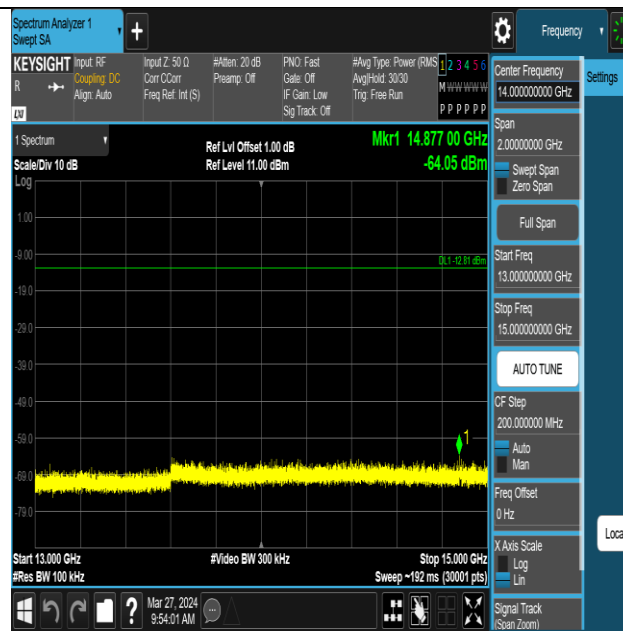 Spectrum Analyzer 1
Swept SA
Frequency
KEYSIGHT
R
LXI
Input: RF
Coupling: DC
Align: Auto
Input Z: 50 Ω
Corr CCorr
Freq Ref: Int (S)
#Atten: 20 dB
Preamp: Off
PNO: Fast
Gate: Off
IF Gain: Low
Sig Track: Off
#Avg Type: Power (RMS
Avg|Hold: 30/30
Trig: Free Run
1 2 3 4 5 6
M W W W W W
P P P P P P
1 Spectrum
Scale/Div 10 dB
Log
Ref Lvl Offset 1.00 dB
Ref Level 11.00 dBm
Mkr1 14.877 00 GHz
-64.05 dBm
1.00
-9.00
DL1 -12.81 dBm
-19.0
-29.0
-39.0
-49.0
-59.0
1
-69.0
-79.0
Start 13.000 GHz
#Res BW 100 kHz
#Video BW 300 kHz
Stop 15.000 GHz
Sweep ~192 ms (30001 pts)
?
Mar 27, 2024
9:54:01 AM
Center Frequency
14.000000000 GHz
Span
2.00000000 GHz
Swept Span
Zero Span
Full Span
Start Freq
13.000000000 GHz
Stop Freq
15.000000000 GHz
AUTO TUNE
CF Step
200.000000 MHz
Auto
Man
Freq Offset
0 Hz
X Axis Scale
Log
Lin
Signal Track
(Span Zoom)
Settings
Loca